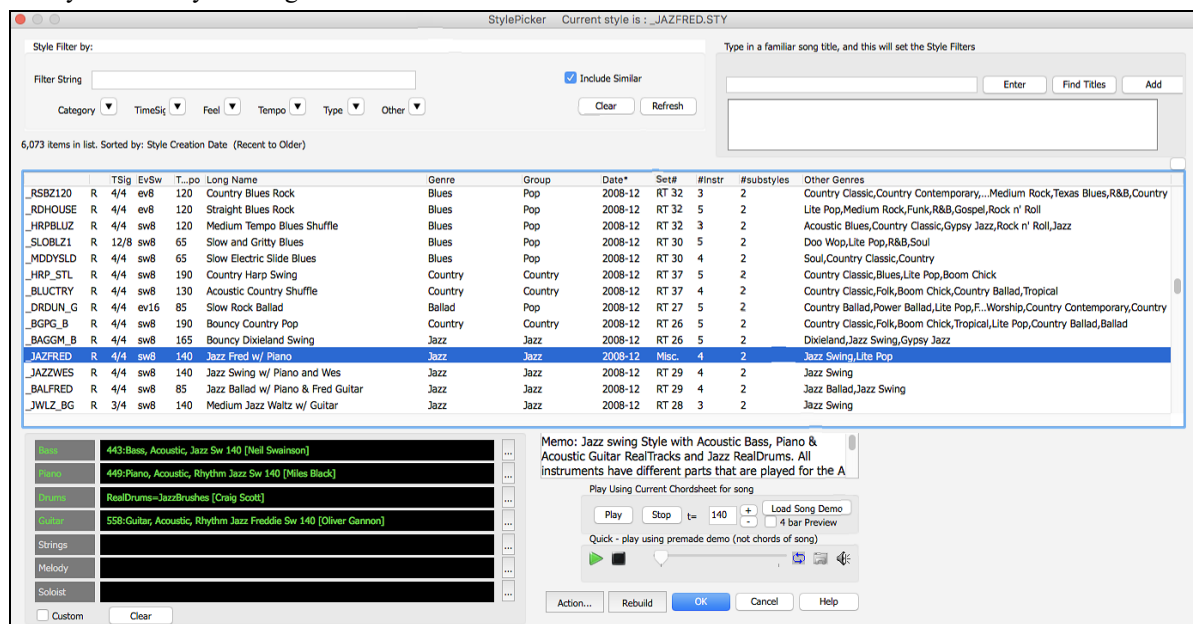 StylePicker Current style is : _JAZFRED.STY
Style Filter by:
Type in a familiar song title, and this will set the Style Filters
Filter String
Include Similar
Enter Find Titles Add
Category TimeSig Feel Tempo Type Other
Clear Refresh
6,073 items in list. Sorted by: Style Creation Date (Recent to Older)
TSig EvSw T...po Long Name Genre Group Date* Set# #Instr #substyles Other Genres
_RSBZ120 R 4/4 ev8 120 Country Blues Rock Blues Pop 2008-12 RT 32 3 2 Country Classic,Country Contemporary,...Medium Rock,Texas Blues,R&B,Country
_RDHOUSE R 4/4 ev8 120 Straight Blues Rock Blues Pop 2008-12 RT 32 5 2 Lite Pop,Medium Rock,Funk,R&B,Gospel,Rock n' Roll
_HRPBLUZ R 4/4 sw8 120 Medium Tempo Blues Shuffle Blues Pop 2008-12 RT 32 3 2 Acoustic Blues,Country Classic,Gypsy Jazz,Rock n' Roll,Jazz
_SLOBLZ1 R 12/8 sw8 65 Slow and Gritty Blues Blues Pop 2008-12 RT 30 5 2 Doo Wop,Lite Pop,R&B,Soul
_MDDYSLD R 4/4 sw8 65 Slow Electric Slide Blues Blues Pop 2008-12 RT 30 4 2 Soul,Country Classic,Country
_HRP_STL R 4/4 sw8 190 Country Harp Swing Country Country 2008-12 RT 37 5 2 Country Classic,Blues,Lite Pop,Boom Chick
_BLUCTRY R 4/4 sw8 130 Acoustic Country Shuffle Country Country 2008-12 RT 37 4 2 Country Classic,Folk,Boom Chick,Country Ballad,Tropical
_DRDUN_G R 4/4 ev16 85 Slow Rock Ballad Ballad Pop 2008-12 RT 27 5 2 Country Ballad,Power Ballad,Lite Pop,F...Worship,Country Contemporary,Country
_BGPG_B R 4/4 sw8 190 Bouncy Country Pop Country Country 2008-12 RT 26 5 2 Country Classic,Folk,Boom Chick,Tropical,Lite Pop,Country Ballad,Ballad
_BAGGM_B R 4/4 sw8 165 Bouncy Dixieland Swing Jazz Jazz 2008-12 RT 26 5 2 Dixieland,Jazz Swing,Gypsy Jazz
_JAZFRED R 4/4 sw8 140 Jazz Fred w/ Piano Jazz Jazz 2008-12 Misc. 4 2 Jazz Swing,Lite Pop
_JAZZWES R 4/4 sw8 140 Jazz Swing w/ Piano and Wes Jazz Jazz 2008-12 RT 29 4 2 Jazz Swing
_BALFRED R 4/4 sw8 85 Jazz Ballad w/ Piano & Fred Guitar Jazz Jazz 2008-12 RT 29 4 2 Jazz Ballad,Jazz Swing
_JWLZ_BG R 3/4 sw8 140 Medium Jazz Waltz w/ Guitar Jazz Jazz 2008-12 RT 28 3 2 Jazz Swing
Bass 443:Bass, Acoustic, Jazz Sw 140 [Neil Swainson] ...
Piano 449:Piano, Acoustic, Rhythm Jazz Sw 140 [Miles Black] ...
Drums RealDrums=JazzBrushes [Craig Scott] ...
Guitar 558:Guitar, Acoustic, Rhythm Jazz Freddie Sw 140 [Oliver Gannon] ...
Strings ...
Melody ...
Soloist ...
Custom Clear
Memo: Jazz swing Style with Acoustic Bass, Piano &
Acoustic Guitar RealTracks and Jazz RealDrums. All
instruments have different parts that are played for the A
Play Using Current Chordsheet for song
Play Stop t= 140 + - Load Song Demo
4 bar Preview
Quick - play using premade demo (not chords of song)
Action... Rebuild OK Cancel Help